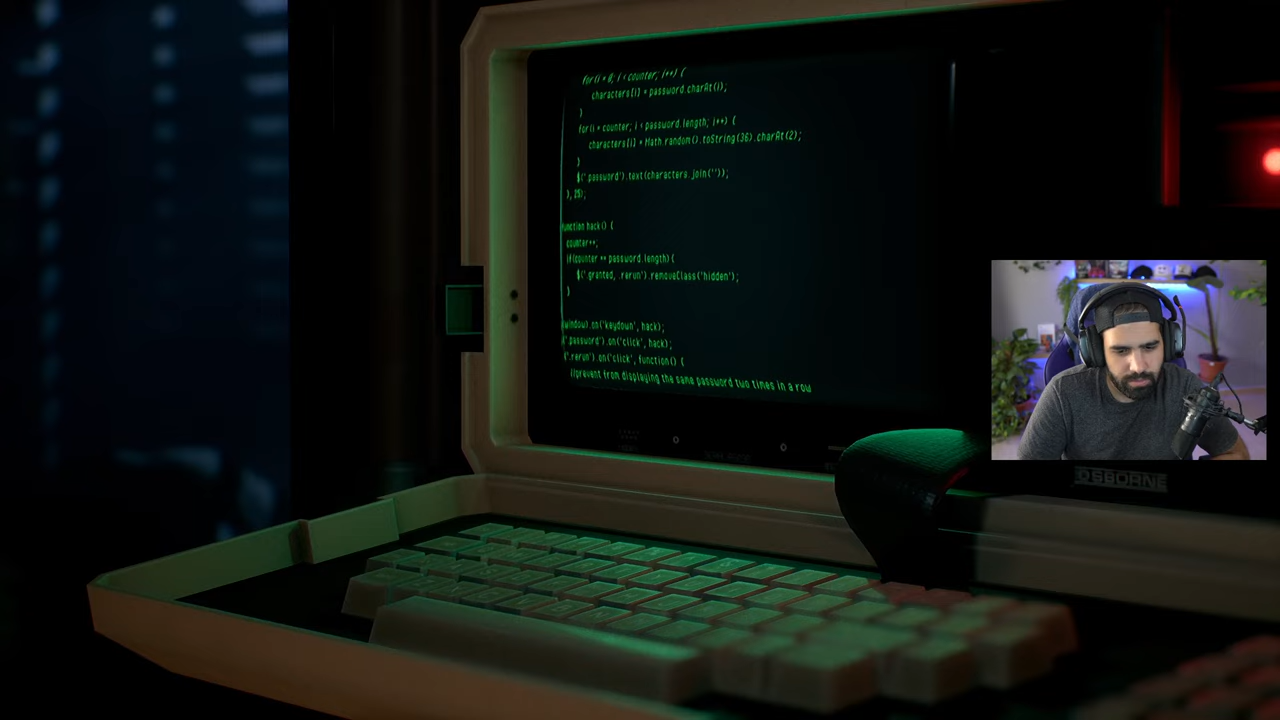 for(i = 0; i < counter; i++) {
characters[i] = password.charAt(i);
}
for(i = counter; i < password.length; i++) {
characters[i] = Math.random().toString(36).charAt(2);
}
$('.password').text(characters.join(''));
}, 25);
function hack() {
counter++;
if(counter == password.length) {
$('.granted, .rerun').removeClass('hidden');
}
(window).on('keydown', hack);
('.password').on('click', hack);
('.rerun').on('click', function() {
//prevent from displaying the same password two times in a row
OSBORNE